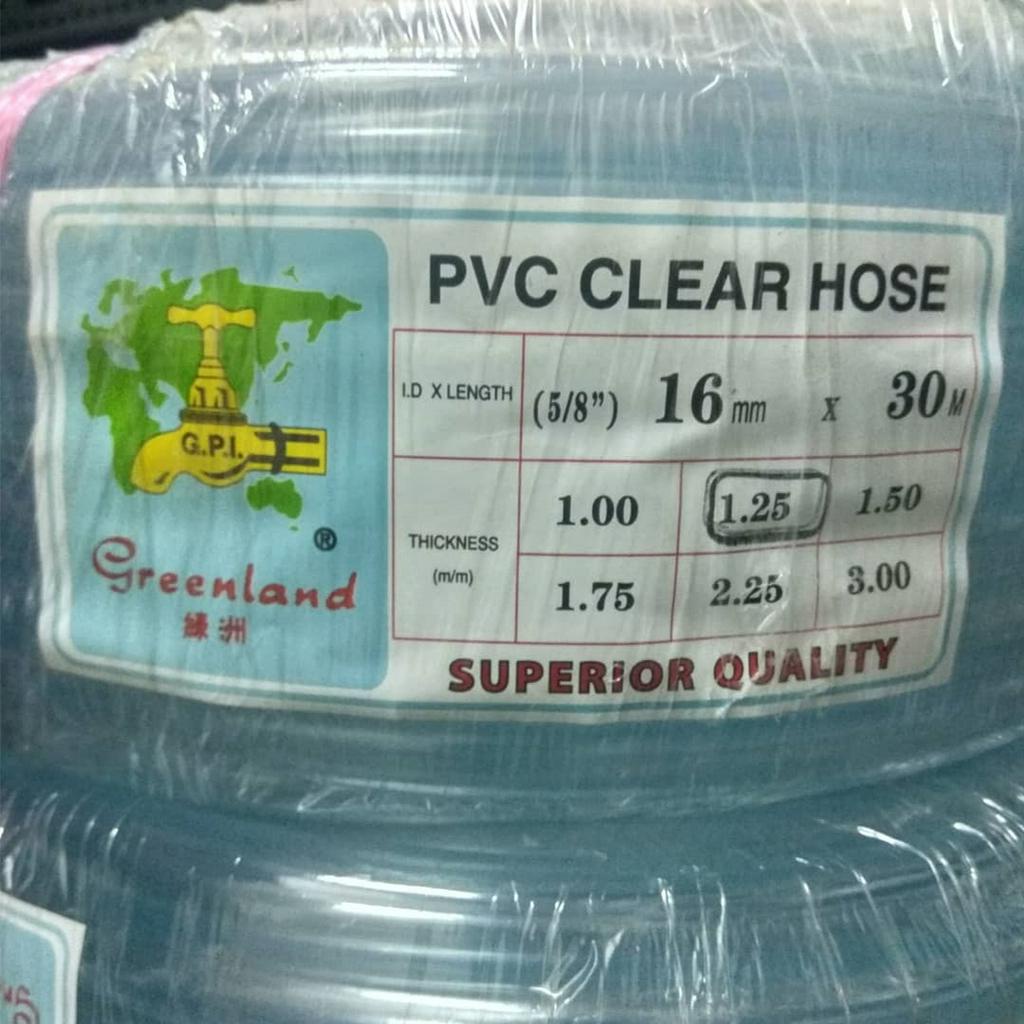 PVC CLEAR HOSE
I.D X LENGTH (5/8") 16 mm x 30 M
THICKNESS
(m/m)
1.00 1.25 1.50
1.75 2.25 3.00
SUPERIOR QUALITY
G.P.I.
®
Greenland
綠洲